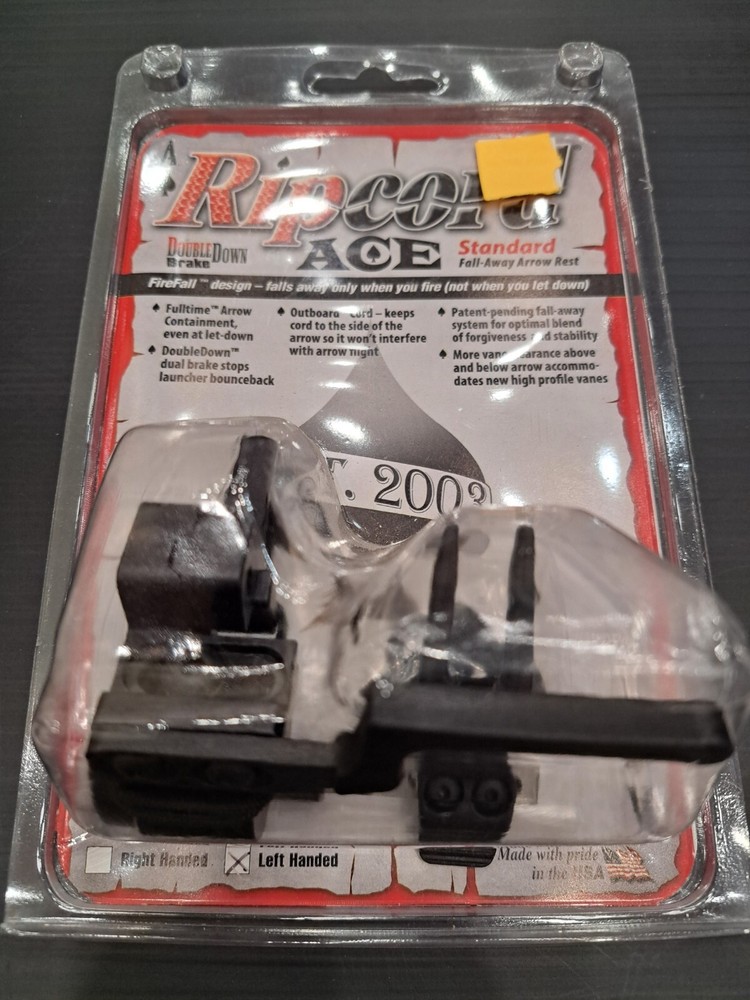 A
Ripcord
DoubleDown
Brake
ACE
Standard
Fall-Away Arrow Rest
FireFall™ design – falls away only when you fire (not when you let down)
Fulltime™ Arrow
Containment,
even at let-down
DoubleDown™
dual brake stops
launcher bounceback
Outboard cord – keeps
cord to the side of the
arrow so it won't interfere
with arrow flight
Patent-pending fall-away
system for optimal blend
of forgiveness and stability
More vane clearance above
and below arrow accommo-
dates new high profile vanes
T. 2003
Right Handed
Left Handed
Made with pride
in the USA